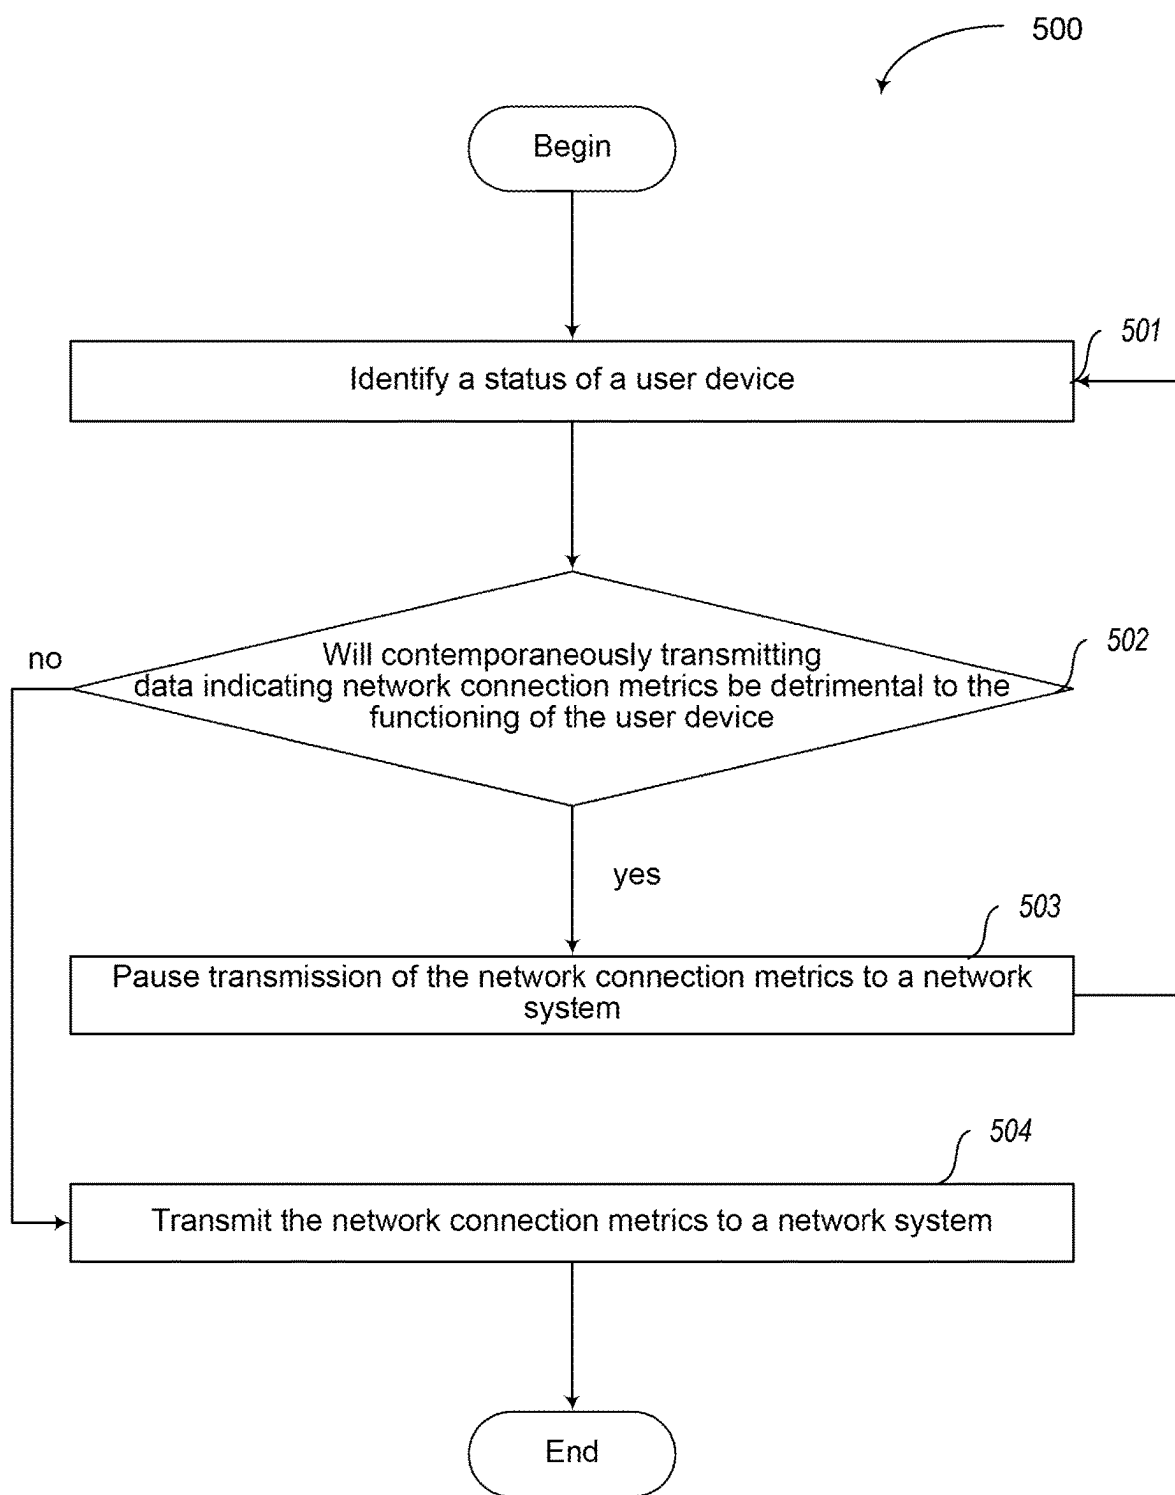 500
Begin
501
Identify a status of a user device
502
no
Will contemporaneously transmitting
data indicating network connection metrics be detrimental to the
functioning of the user device
yes
503
Pause transmission of the network connection metrics to a network
system
504
Transmit the network connection metrics to a network system
End